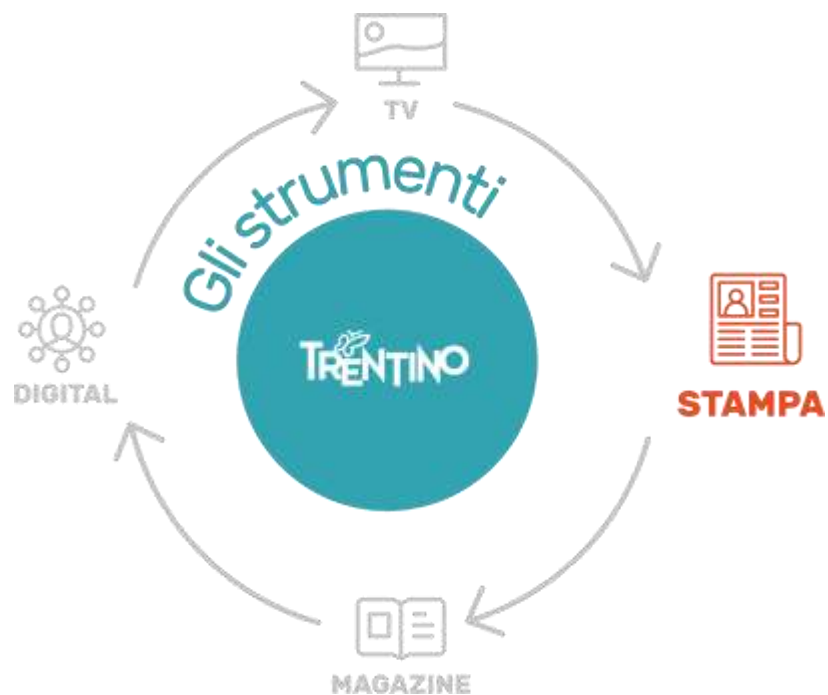 TV
Gli strumenti
TRENTINO
DIGITAL
STAMPA
MAGAZINE